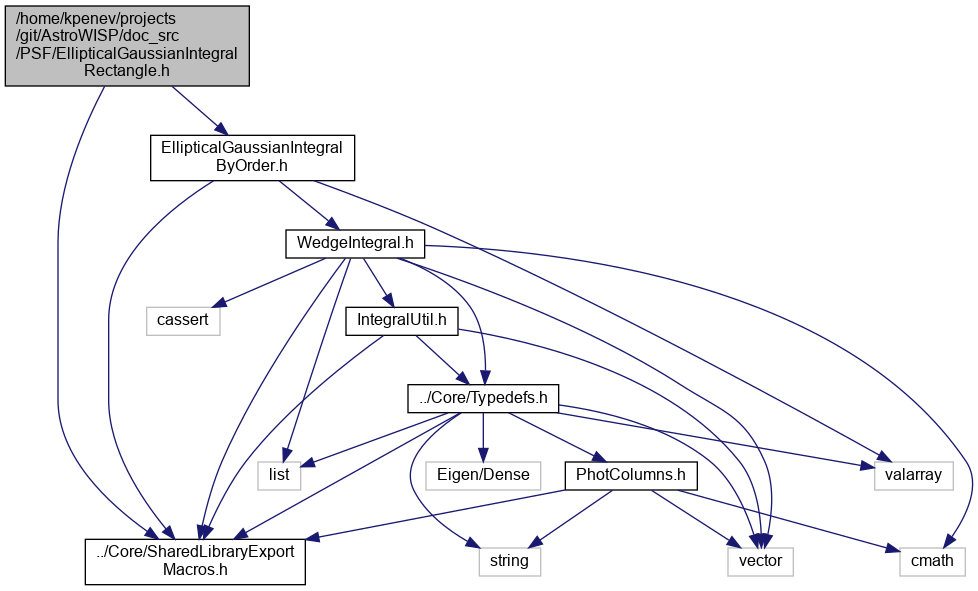 /home/kpenev/projects
/git/AstroWISP/doc_src
/PSF/EllipticalGaussianIntegral
Rectangle.h
EllipticalGaussianIntegral
ByOrder.h
WedgeIntegral.h
cassert
IntegralUtil.h
../Core/Typedefs.h
list
Eigen/Dense
PhotColumns.h
valarray
../Core/SharedLibraryExport
Macros.h
string
vector
cmath